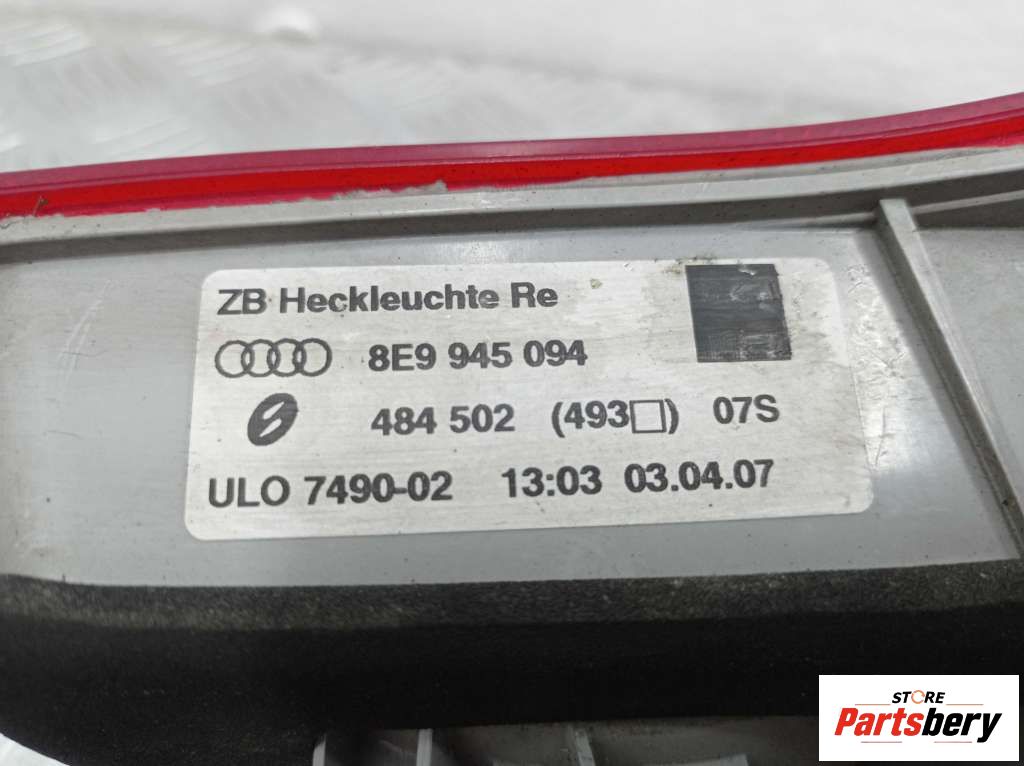 ZB Heckleuchte Re
8E9 945 094
484 502 (493□) 07S
ULO 7490-02 13:03 03.04.07
STORE
Partsbery